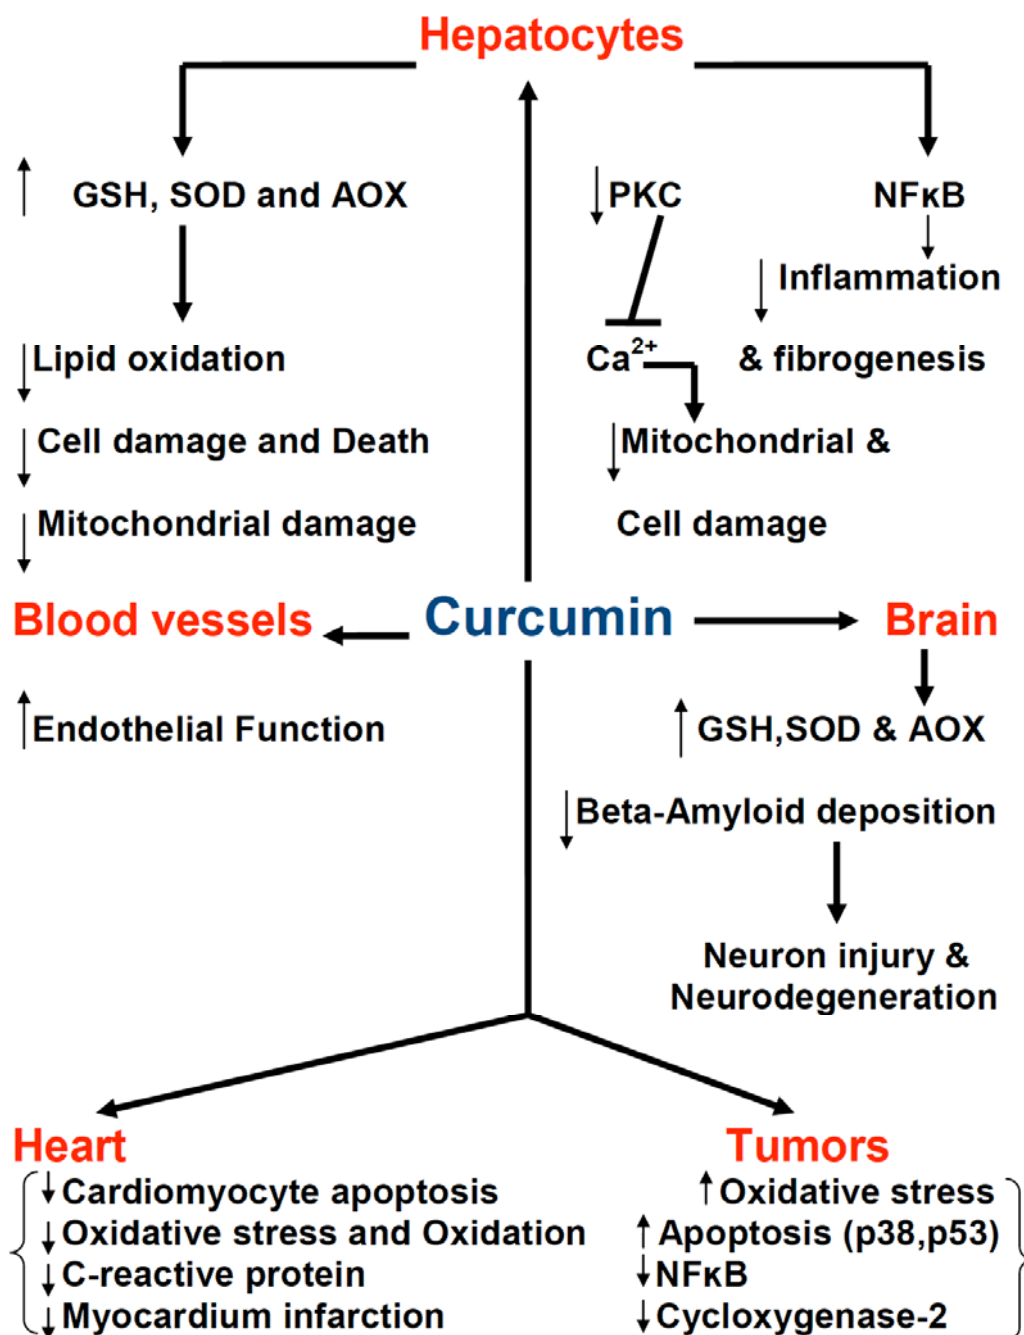 Hepatocytes
GSH, SOD and AOX
PKC
NFκB
Inflammation
Lipid oxidation
Ca²⁺
& fibrogenesis
Cell damage and Death
Mitochondrial &
Mitochondrial damage
Cell damage
Blood vessels
Curcumin
Brain
Endothelial Function
GSH,SOD & AOX
Beta-Amyloid deposition
Neuron injury &
Neurodegeneration
Heart
Tumors
Cardiomyocyte apoptosis
Oxidative stress
Oxidative stress and Oxidation
Apoptosis (p38,p53)
C-reactive protein
NFκB
Myocardium infarction
Cycloxygenase-2